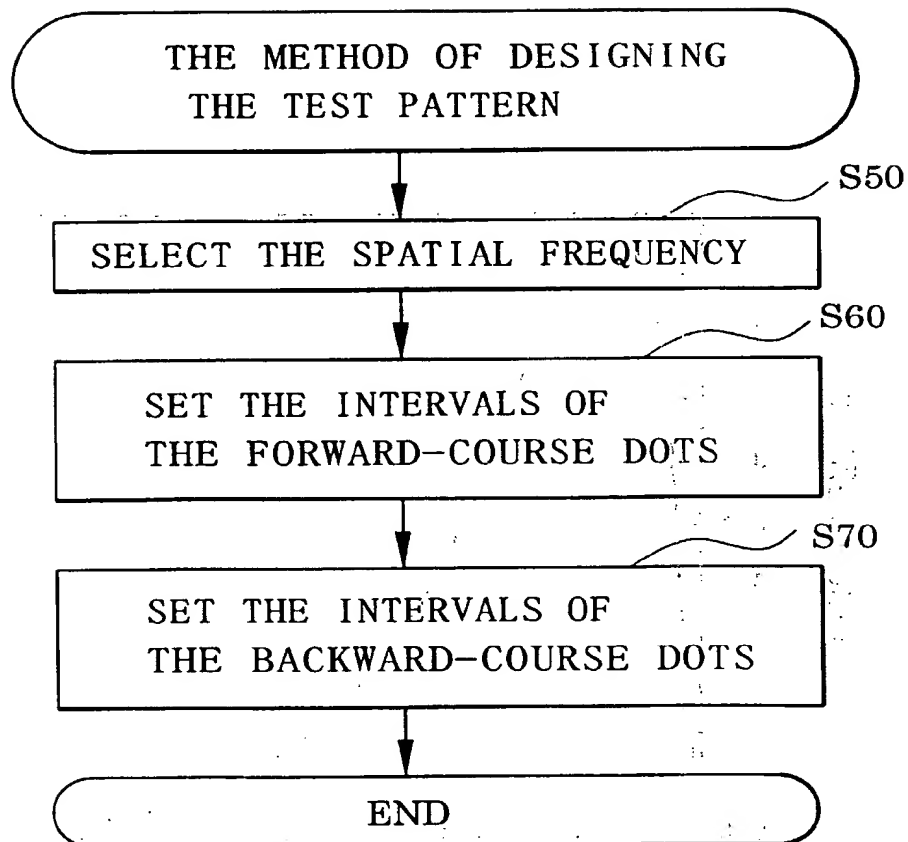 THE METHOD OF DESIGNING
THE TEST PATTERN
S50
SELECT THE SPATIAL FREQUENCY
S60
SET THE INTERVALS OF
THE FORWARD-COURSE DOTS
S70
SET THE INTERVALS OF
THE BACKWARD-COURSE DOTS
END